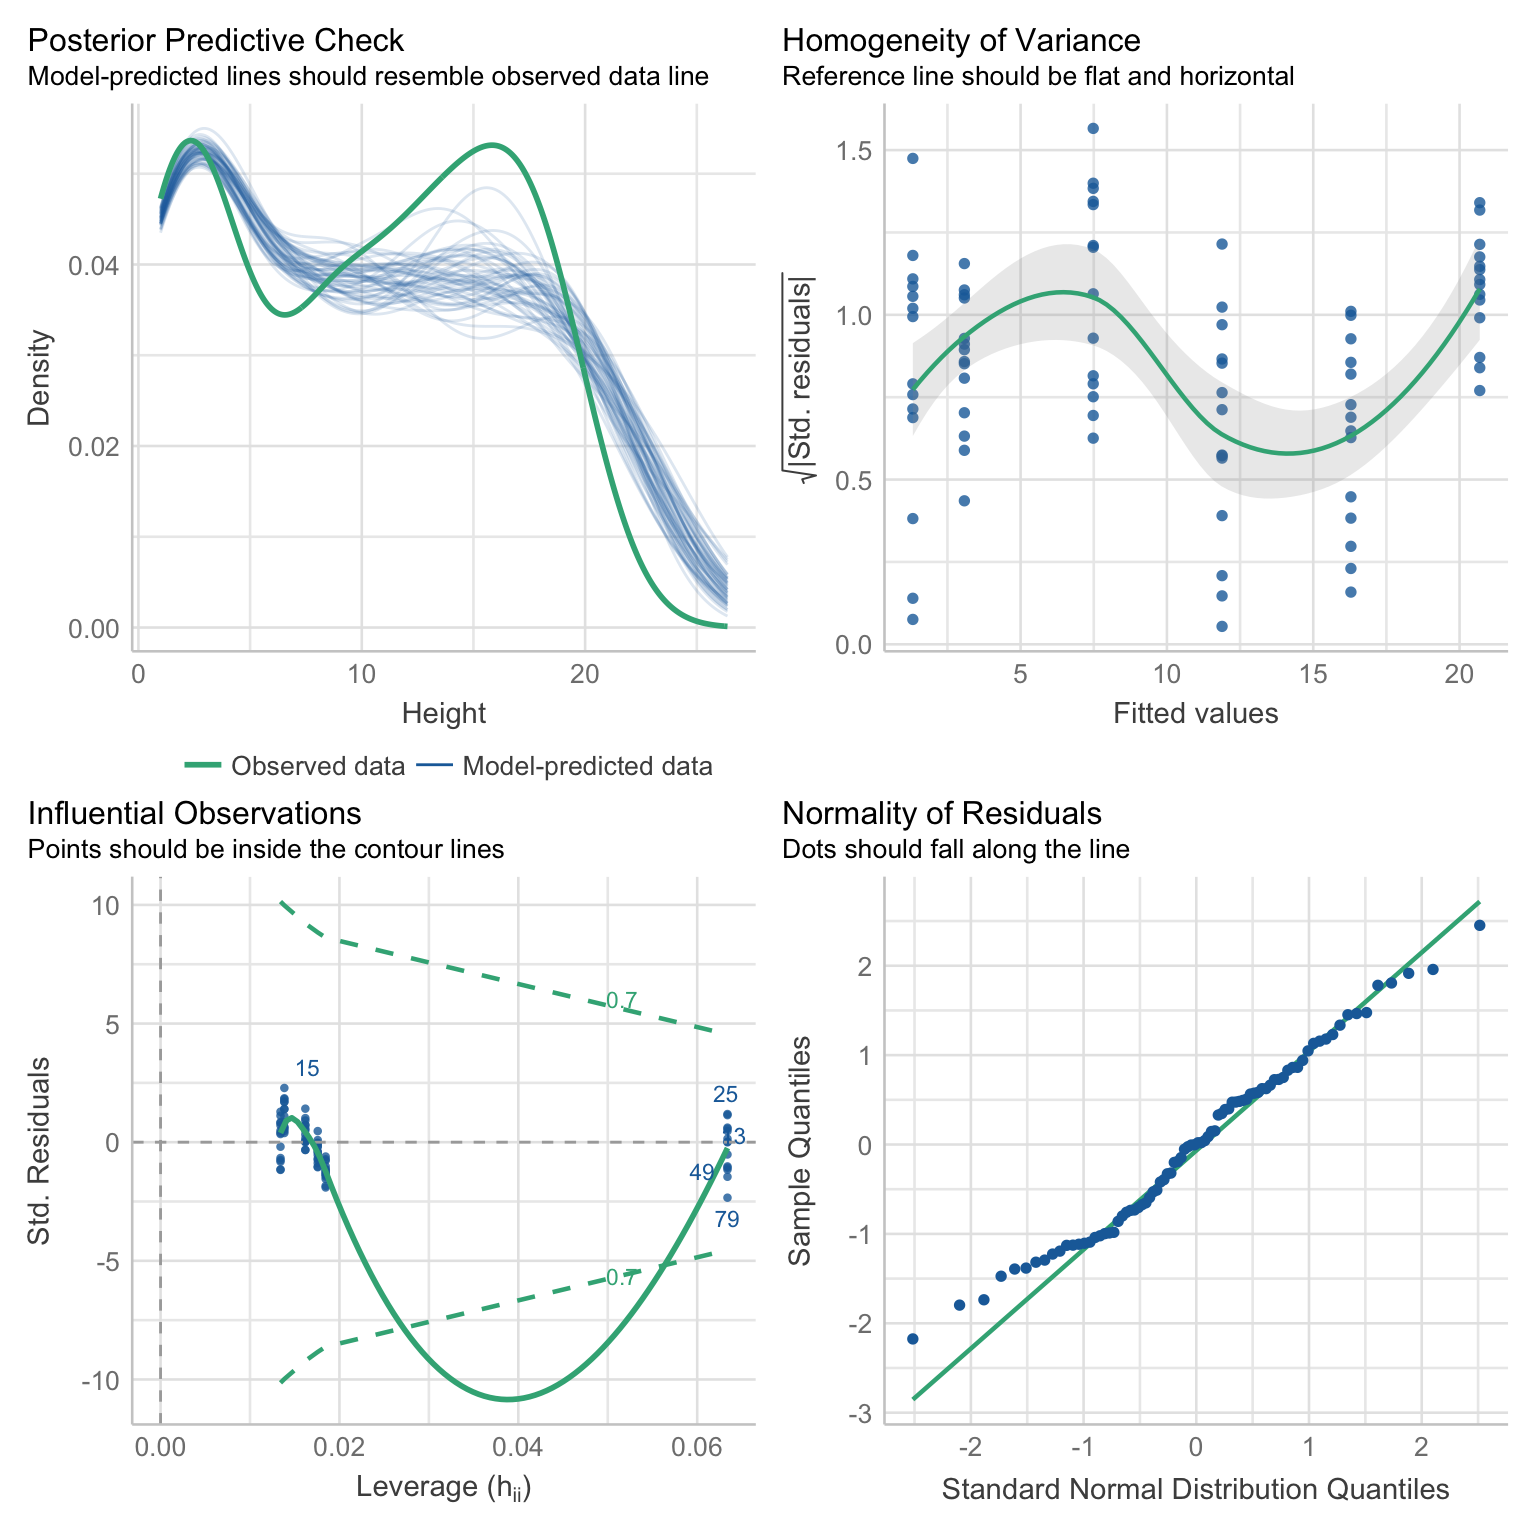 Posterior Predictive Check
Model-predicted lines should resemble observed data line
Density
0.04
0.02
0.00
0 10 20
Height
Observed data Model-predicted data
Homogeneity of Variance
Reference line should be flat and horizontal
√|Std. residuals|
1.5
1.0
0.5
0.0
5 10 15 20
Fitted values
Influential Observations
Points should be inside the contour lines
Std. Residuals
10
5
0
-5
-10
0.7
15
25
13
49
79
0.7
0.00 0.02 0.04 0.06
Leverage (hii)
Normality of Residuals
Dots should fall along the line
Sample Quantiles
2
1
0
-1
-2
-3
-2 -1 0 1 2
Standard Normal Distribution Quantiles